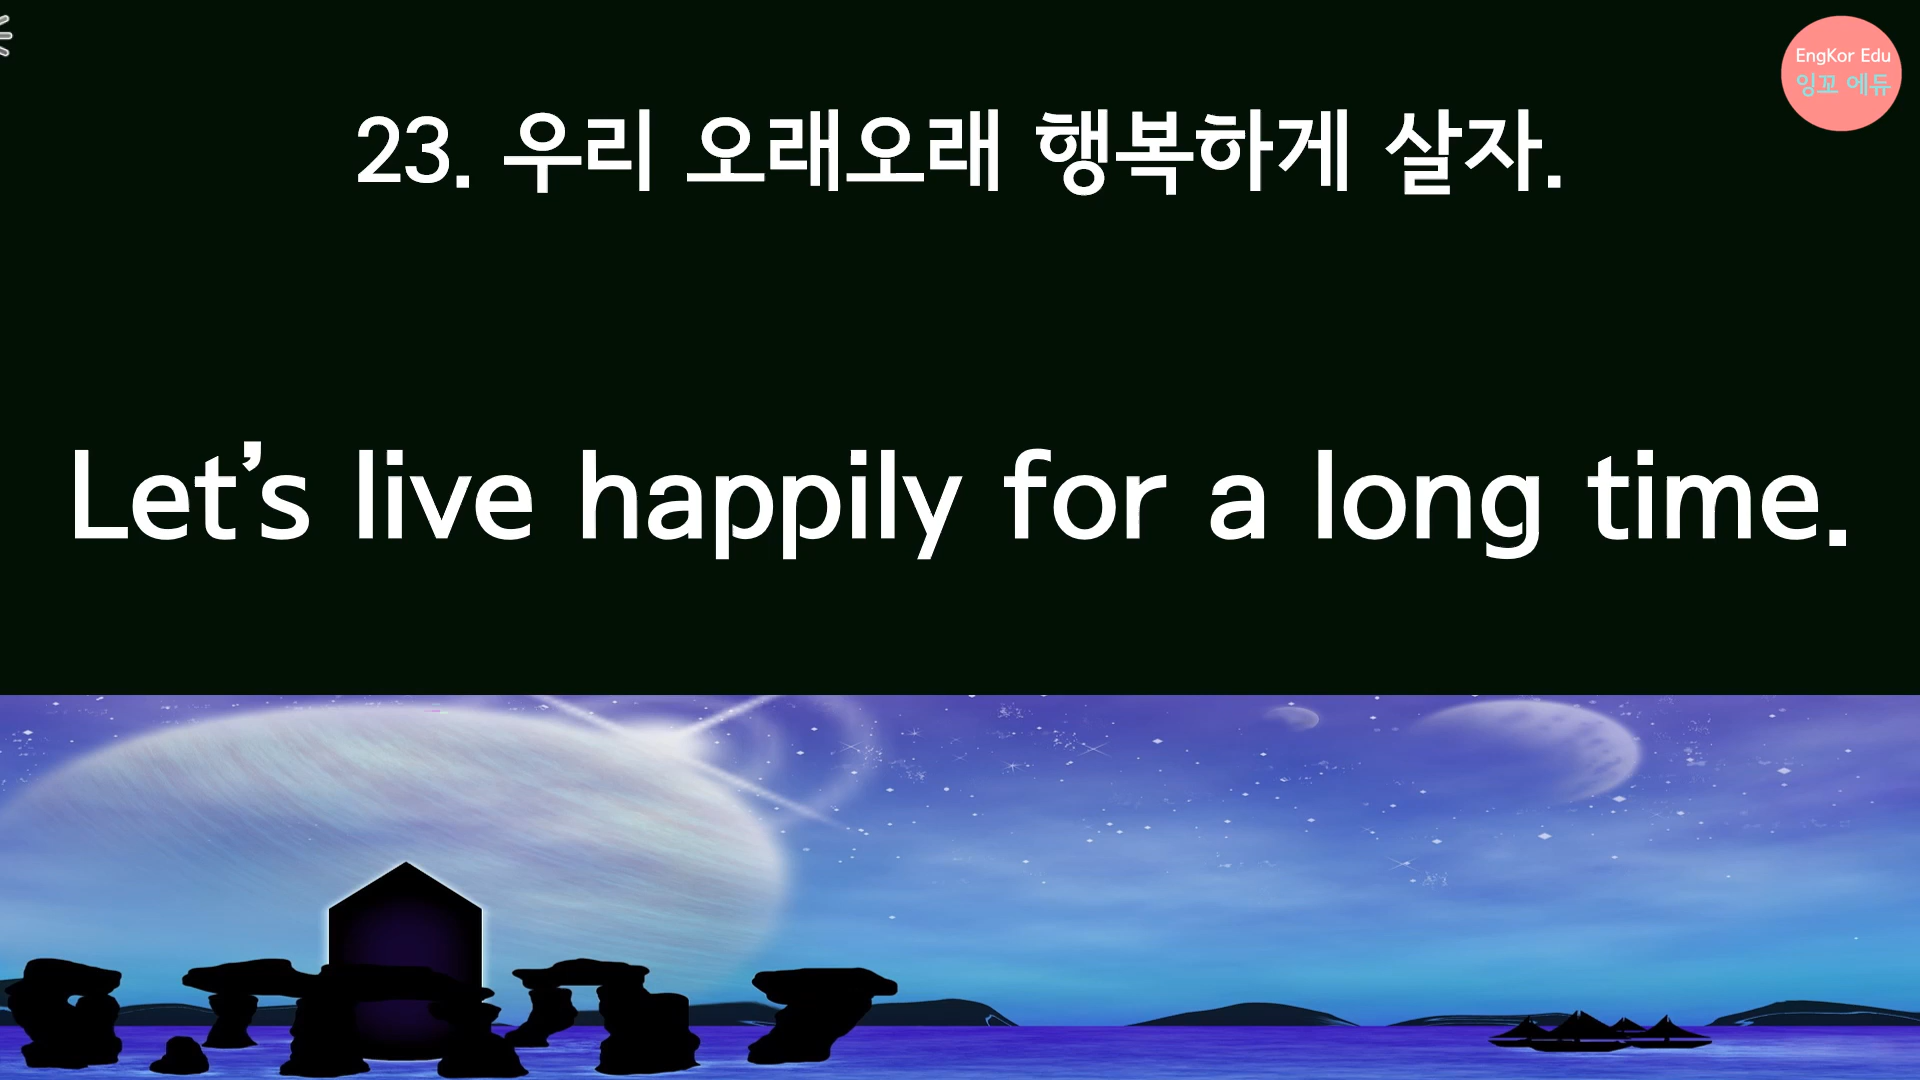 EngKor Edu
잉꼬 에듀
23. 우리 오래오래 행복하게 살자.
Let’s live happily for a long time.